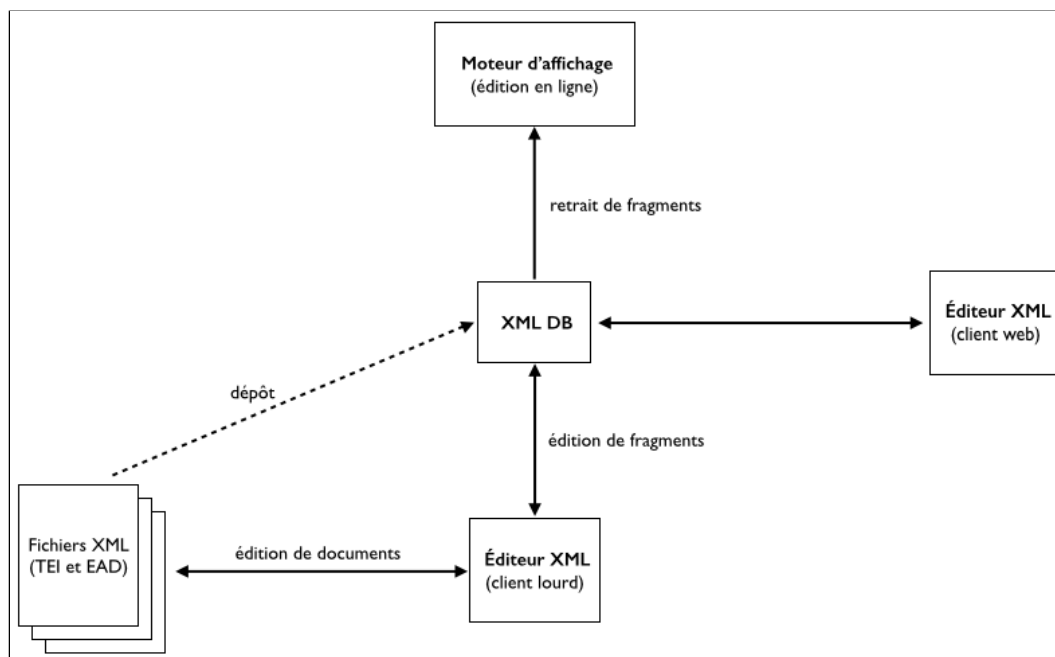 Moteur d'affichage
(édition en ligne)
retrait de fragments
XML DB
Éditeur XML
(client web)
dépôt
édition de fragments
Fichiers XML
(TEI et EAD)
édition de documents
Éditeur XML
(client lourd)